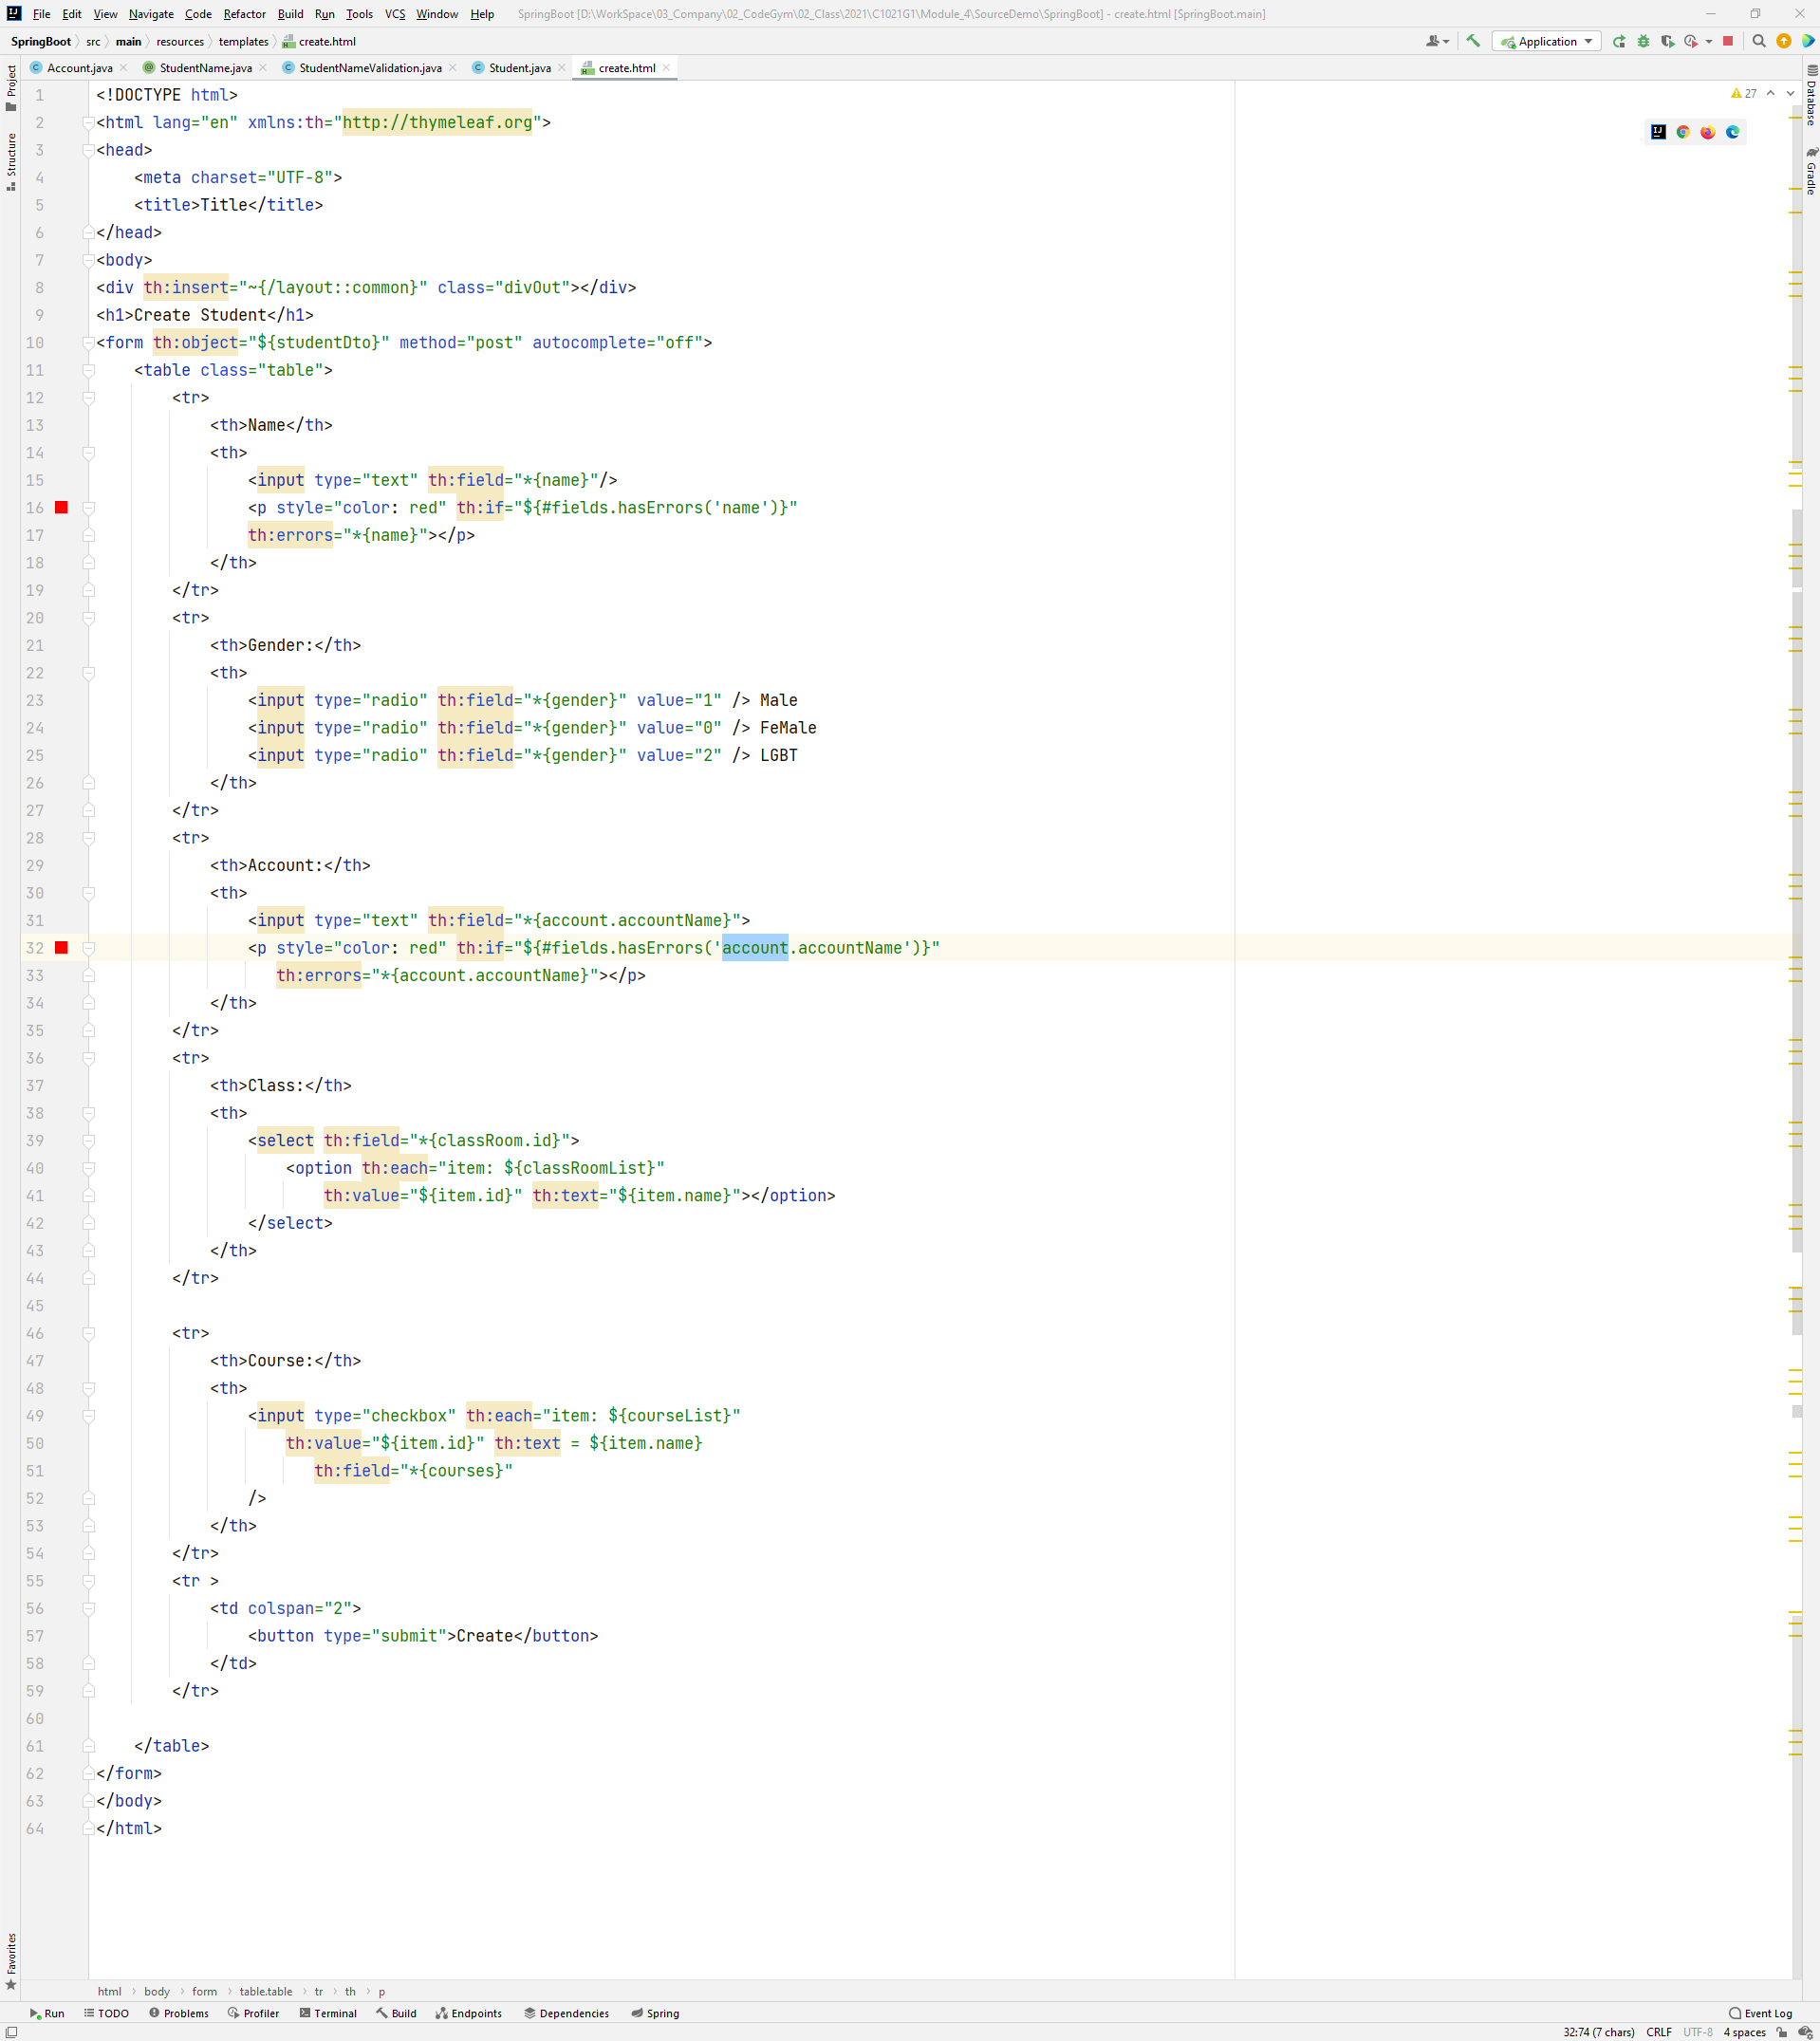 File Edit View Navigate Code Refactor Build Run Tools VCS Window Help SpringBoot [D:\WorkSpace\03_Company\02_CodeGym\02_Class\2021\C1021G1\Module_4\SourceDemo\SpringBoot] - create.html [SpringBoot.main]
SpringBoot src main resources templates create.html Application
Account.java StudentName.java StudentNameValidation.java Student.java create.html
Project
Structure
Favorites
Database
Gradle
27
1 <!DOCTYPE html>
2 <html lang="en" xmlns:th="http://thymeleaf.org">
3 <head>
4 <meta charset="UTF-8">
5 <title>Title</title>
6 </head>
7 <body>
8 <div th:insert="~{/layout::common}" class="divOut"></div>
9 <h1>Create Student</h1>
10 <form th:object="${studentDto}" method="post" autocomplete="off">
11 <table class="table">
12 <tr>
13 <th>Name</th>
14 <th>
15 <input type="text" th:field="*{name}"/>
16 <p style="color: red" th:if="${#fields.hasErrors('name')}"
17 th:errors="*{name}"></p>
18 </th>
19 </tr>
20 <tr>
21 <th>Gender:</th>
22 <th>
23 <input type="radio" th:field="*{gender}" value="1" /> Male
24 <input type="radio" th:field="*{gender}" value="0" /> FeMale
25 <input type="radio" th:field="*{gender}" value="2" /> LGBT
26 </th>
27 </tr>
28 <tr>
29 <th>Account:</th>
30 <th>
31 <input type="text" th:field="*{account.accountName}">
32 <p style="color: red" th:if="${#fields.hasErrors('account.accountName')}"
33 th:errors="*{account.accountName}"></p>
34 </th>
35 </tr>
36 <tr>
37 <th>Class:</th>
38 <th>
39 <select th:field="*{classRoom.id}">
40 <option th:each="item: ${classRoomList}"
41 th:value="${item.id}" th:text="${item.name}"></option>
42 </select>
43 </th>
44 </tr>
45
46 <tr>
47 <th>Course:</th>
48 <th>
49 <input type="checkbox" th:each="item: ${courseList}"
50 th:value="${item.id}" th:text = ${item.name}
51 th:field="*{courses}"
52 />
53 </th>
54 </tr>
55 <tr >
56 <td colspan="2">
57 <button type="submit">Create</button>
58 </td>
59 </tr>
60
61 </table>
62 </form>
63 </body>
64 </html>
html body form table.table tr th p
Run TODO Problems Profiler Terminal Build Endpoints Dependencies Spring Event Log
32:74 (7 chars) CRLF UTF-8 4 spaces